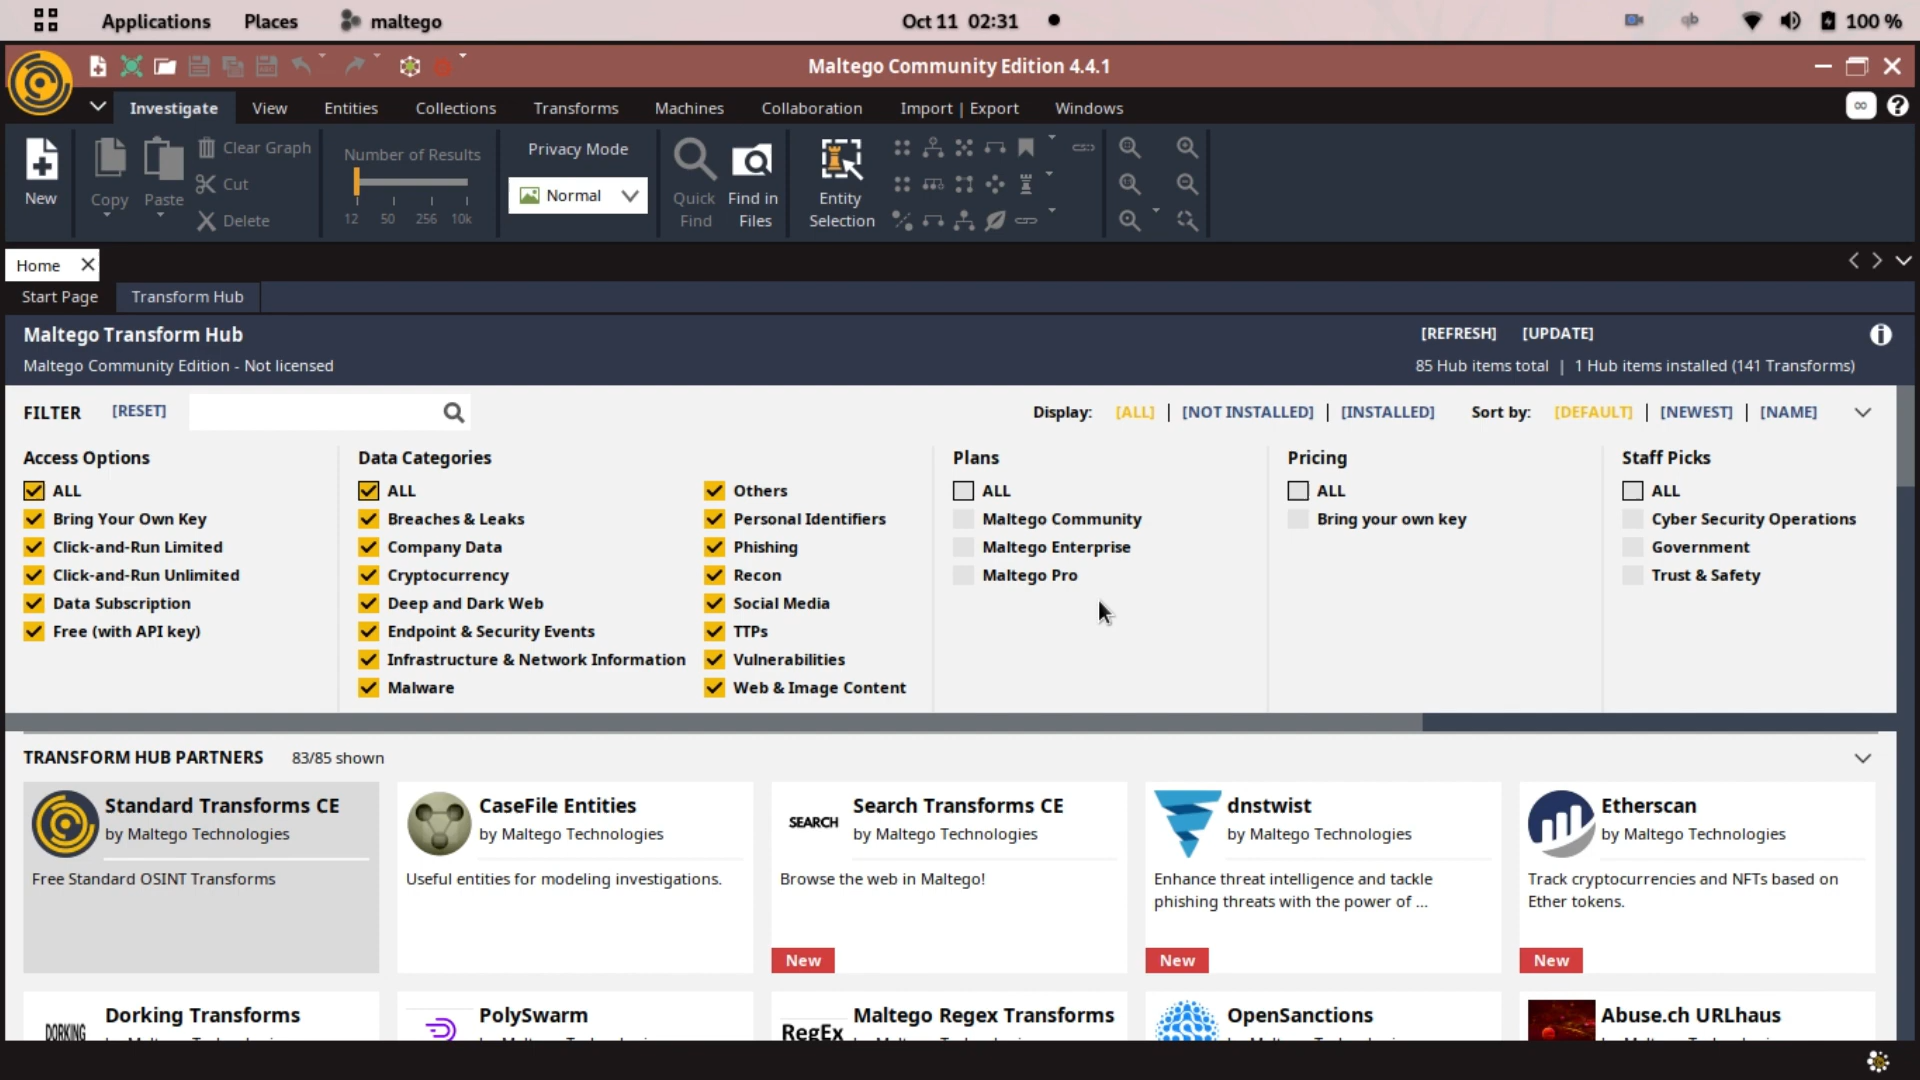 Applications Places maltego Oct 11 02:31 100 %
Maltego Community Edition 4.4.1
Investigate View Entities Collections Transforms Machines Collaboration Import | Export Windows
New Copy Paste Clear Graph Cut Delete
Number of Results
12 50 256 10k
Privacy Mode
Normal
Quick Find
Find in Files
Entity Selection
Home
Start Page Transform Hub
Maltego Transform Hub [REFRESH] [UPDATE]
Maltego Community Edition - Not licensed 85 Hub items total | 1 Hub items installed (141 Transforms)
FILTER [RESET] Display: [ALL] | [NOT INSTALLED] | [INSTALLED] Sort by: [DEFAULT] | [NEWEST] | [NAME]
Access Options
ALL
Bring Your Own Key
Click-and-Run Limited
Click-and-Run Unlimited
Data Subscription
Free (with API key)
Data Categories
ALL
Breaches & Leaks
Company Data
Cryptocurrency
Deep and Dark Web
Endpoint & Security Events
Infrastructure & Network Information
Malware
Others
Personal Identifiers
Phishing
Recon
Social Media
TTPs
Vulnerabilities
Web & Image Content
Plans
ALL
Maltego Community
Maltego Enterprise
Maltego Pro
Pricing
ALL
Bring your own key
Staff Picks
ALL
Cyber Security Operations
Government
Trust & Safety
TRANSFORM HUB PARTNERS 83/85 shown
Standard Transforms CE
by Maltego Technologies
Free Standard OSINT Transforms
CaseFile Entities
by Maltego Technologies
Useful entities for modeling investigations.
SEARCH
Search Transforms CE
by Maltego Technologies
Browse the web in Maltego!
New
dnstwist
by Maltego Technologies
Enhance threat intelligence and tackle
phishing threats with the power of ...
New
Etherscan
by Maltego Technologies
Track cryptocurrencies and NFTs based on
Ether tokens.
New
DORKING
Dorking Transforms
PolySwarm
RegEx
Maltego Regex Transforms
OpenSanctions
Abuse.ch URLhaus